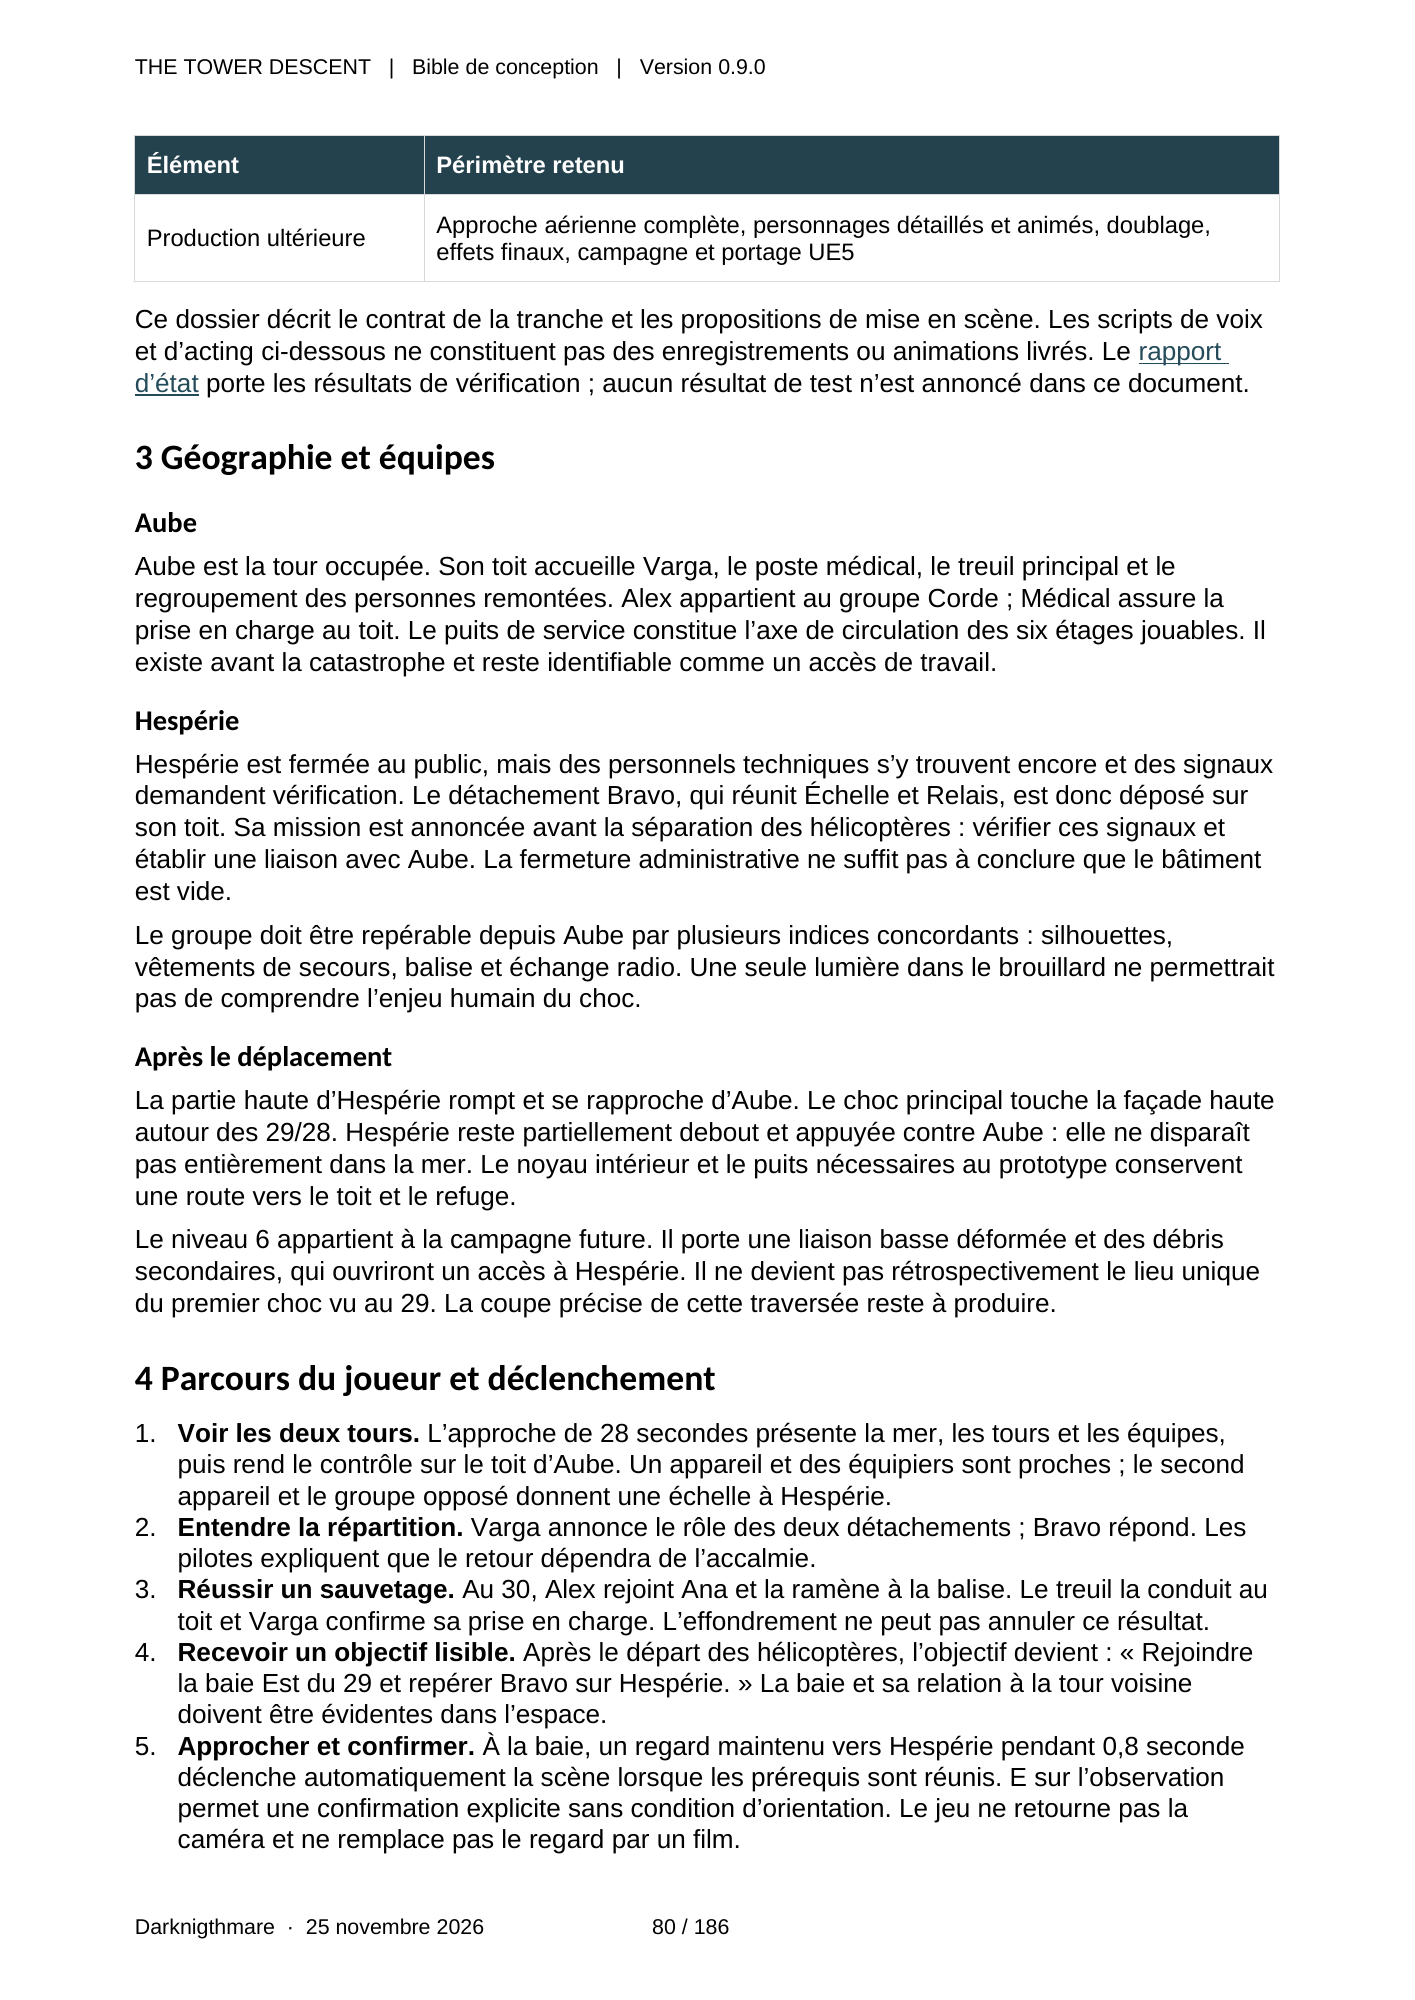 THE TOWER DESCENT | Bible de conception | Version 0.9.0
Élément Périmètre retenu
Production ultérieure Approche aérienne complète, personnages détaillés et animés, doublage,
effets finaux, campagne et portage UE5
Ce dossier décrit le contrat de la tranche et les propositions de mise en scène. Les scripts de voix
et d’acting ci-dessous ne constituent pas des enregistrements ou animations livrés. Le rapport
d’état porte les résultats de vérification ; aucun résultat de test n’est annoncé dans ce document.
3 Géographie et équipes
Aube
Aube est la tour occupée. Son toit accueille Varga, le poste médical, le treuil principal et le
regroupement des personnes remontées. Alex appartient au groupe Corde ; Médical assure la
prise en charge au toit. Le puits de service constitue l’axe de circulation des six étages jouables. Il
existe avant la catastrophe et reste identifiable comme un accès de travail.
Hespérie
Hespérie est fermée au public, mais des personnels techniques s’y trouvent encore et des signaux
demandent vérification. Le détachement Bravo, qui réunit Échelle et Relais, est donc déposé sur
son toit. Sa mission est annoncée avant la séparation des hélicoptères : vérifier ces signaux et
établir une liaison avec Aube. La fermeture administrative ne suffit pas à conclure que le bâtiment
est vide.
Le groupe doit être repérable depuis Aube par plusieurs indices concordants : silhouettes,
vêtements de secours, balise et échange radio. Une seule lumière dans le brouillard ne permettrait
pas de comprendre l’enjeu humain du choc.
Après le déplacement
La partie haute d’Hespérie rompt et se rapproche d’Aube. Le choc principal touche la façade haute
autour des 29/28. Hespérie reste partiellement debout et appuyée contre Aube : elle ne disparaît
pas entièrement dans la mer. Le noyau intérieur et le puits nécessaires au prototype conservent
une route vers le toit et le refuge.
Le niveau 6 appartient à la campagne future. Il porte une liaison basse déformée et des débris
secondaires, qui ouvriront un accès à Hespérie. Il ne devient pas rétrospectivement le lieu unique
du premier choc vu au 29. La coupe précise de cette traversée reste à produire.
4 Parcours du joueur et déclenchement
1. Voir les deux tours. L’approche de 28 secondes présente la mer, les tours et les équipes,
puis rend le contrôle sur le toit d’Aube. Un appareil et des équipiers sont proches ; le second
appareil et le groupe opposé donnent une échelle à Hespérie.
2. Entendre la répartition. Varga annonce le rôle des deux détachements ; Bravo répond. Les
pilotes expliquent que le retour dépendra de l’accalmie.
3. Réussir un sauvetage. Au 30, Alex rejoint Ana et la ramène à la balise. Le treuil la conduit au
toit et Varga confirme sa prise en charge. L’effondrement ne peut pas annuler ce résultat.
4. Recevoir un objectif lisible. Après le départ des hélicoptères, l’objectif devient : « Rejoindre
la baie Est du 29 et repérer Bravo sur Hespérie. » La baie et sa relation à la tour voisine
doivent être évidentes dans l’espace.
5. Approcher et confirmer. À la baie, un regard maintenu vers Hespérie pendant 0,8 seconde
déclenche automatiquement la scène lorsque les prérequis sont réunis. E sur l’observation
permet une confirmation explicite sans condition d’orientation. Le jeu ne retourne pas la
caméra et ne remplace pas le regard par un film.
Darknigthmare · 25 novembre 2026 80 / 186